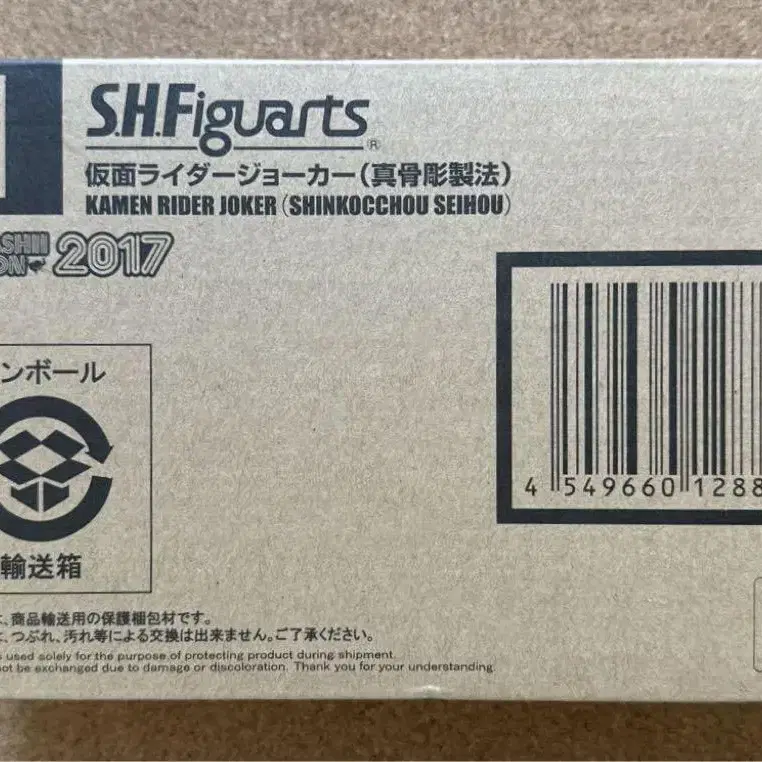 S.H.Figuarts
®
仮面ライダージョーカー(真骨彫製法)
KAMEN RIDER JOKER (SHINKOCCHOU SEIHOU)
2017
ンボール
輸送箱
4 549660 1288
、商品輸送用の保護梱包材です。
、つぶれ、汚れ等による交換は出来ません。ご了承ください。
used solely for the purpose of protecting product during shipment.
ot be exchanged due to damage or discoloration. Thank you for your understanding.